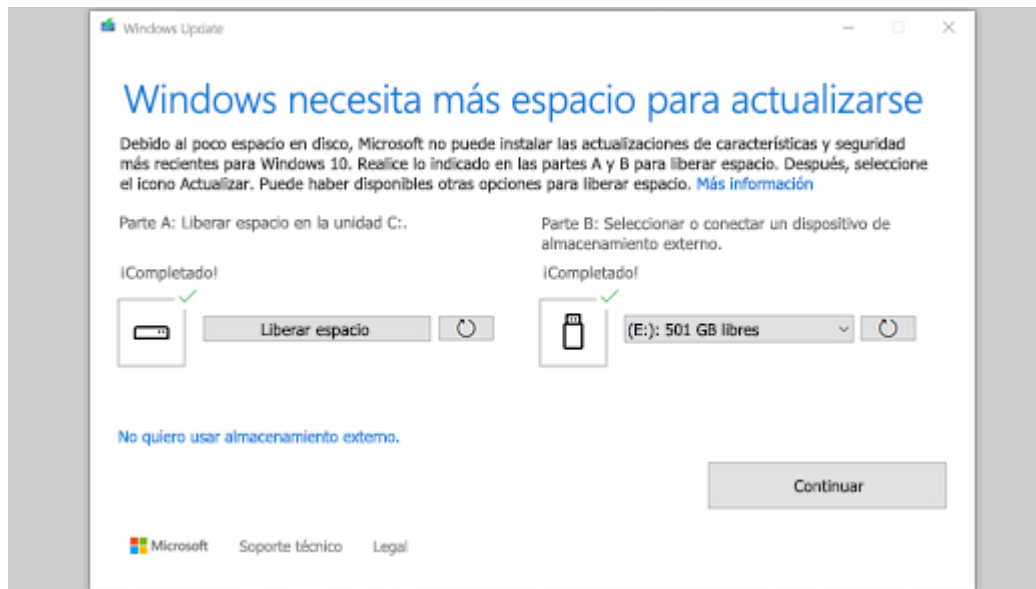 Windows Update
Windows necesita más espacio para actualizarse
Debido al poco espacio en disco, Microsoft no puede instalar las actualizaciones de características y seguridad
más recientes para Windows 10. Realice lo indicado en las partes A y B para liberar espacio. Después, seleccione
el icono Actualizar. Puede haber disponibles otras opciones para liberar espacio. Más información
Parte A: Liberar espacio en la unidad C:.
¡Completado!
Liberar espacio
Parte B: Seleccionar o conectar un dispositivo de
almacenamiento externo.
¡Completado!
(E:): 501 GB libres
No quiero usar almacenamiento externo.
Continuar
Microsoft
Soporte técnico
Legal